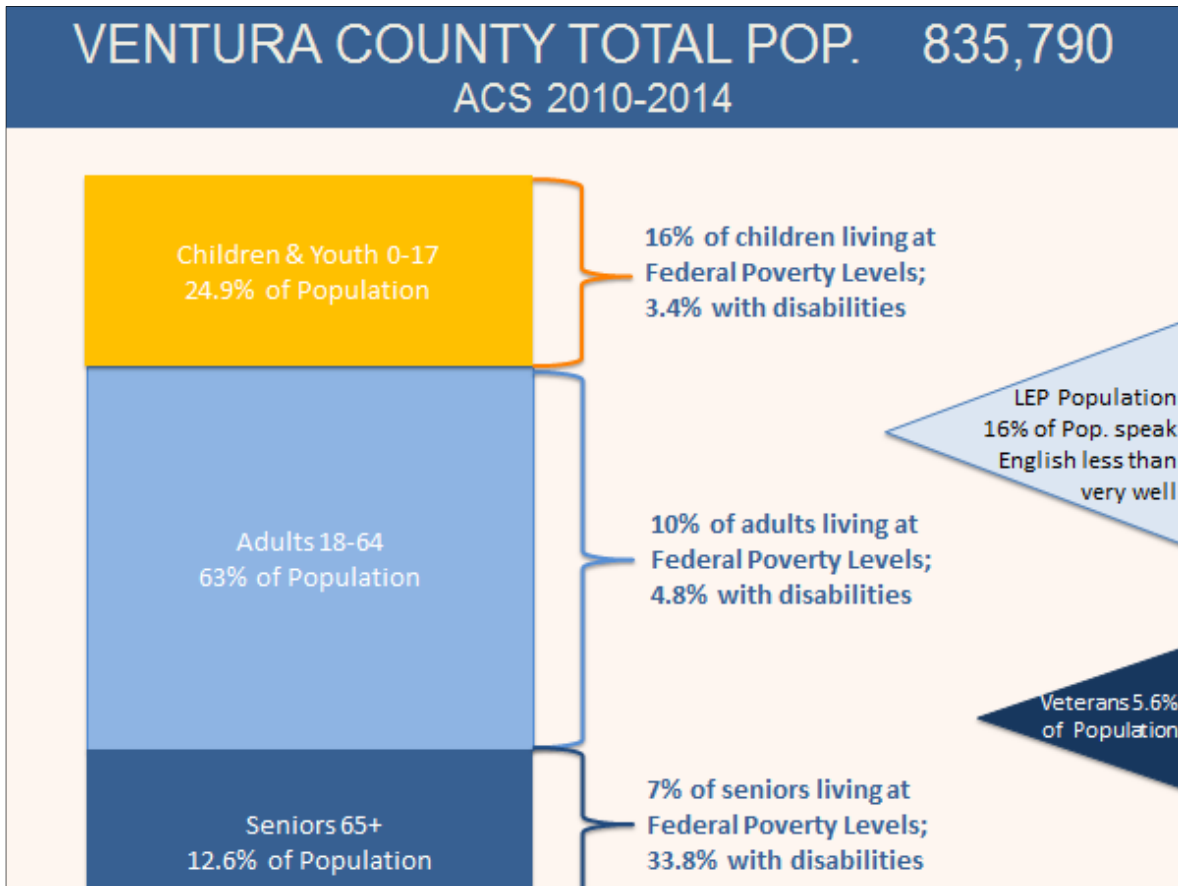 VENTURA COUNTY TOTAL POP. 835,790
ACS 2010-2014
Children & Youth 0-17
24.9% of Population
16% of children living at
Federal Poverty Levels;
3.4% with disabilities
LEP Population
16% of Pop. speak
English less than
very well
Adults 18-64
63% of Population
10% of adults living at
Federal Poverty Levels;
4.8% with disabilities
Veterans 5.6%
of Population
Seniors 65+
12.6% of Population
7% of seniors living at
Federal Poverty Levels;
33.8% with disabilities